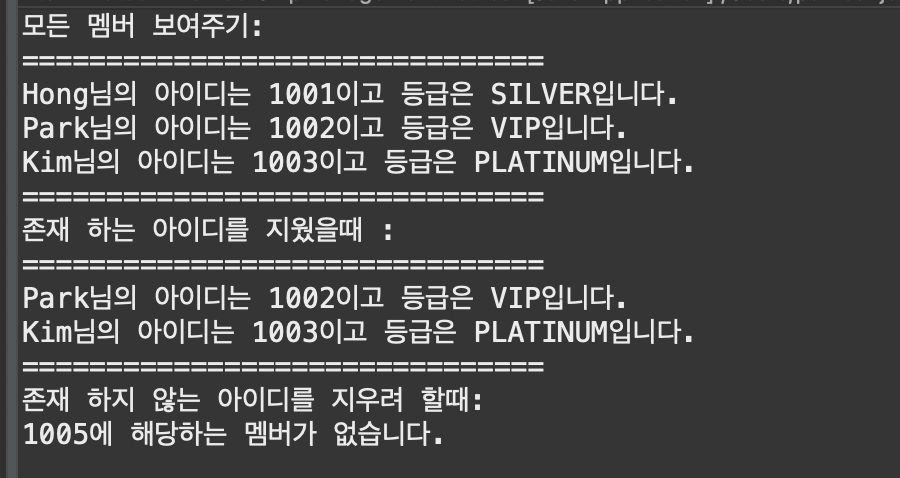 모든 멤버 보여주기:
===============================
Hong님의 아이디는 1001이고 등급은 SILVER입니다.
Park님의 아이디는 1002이고 등급은 VIP입니다.
Kim님의 아이디는 1003이고 등급은 PLATINUM입니다.
===============================
존재 하는 아이디를 지웠을때 :
===============================
Park님의 아이디는 1002이고 등급은 VIP입니다.
Kim님의 아이디는 1003이고 등급은 PLATINUM입니다.
===============================
존재 하지 않는 아이디를 지우려 할때:
1005에 해당하는 멤버가 없습니다.